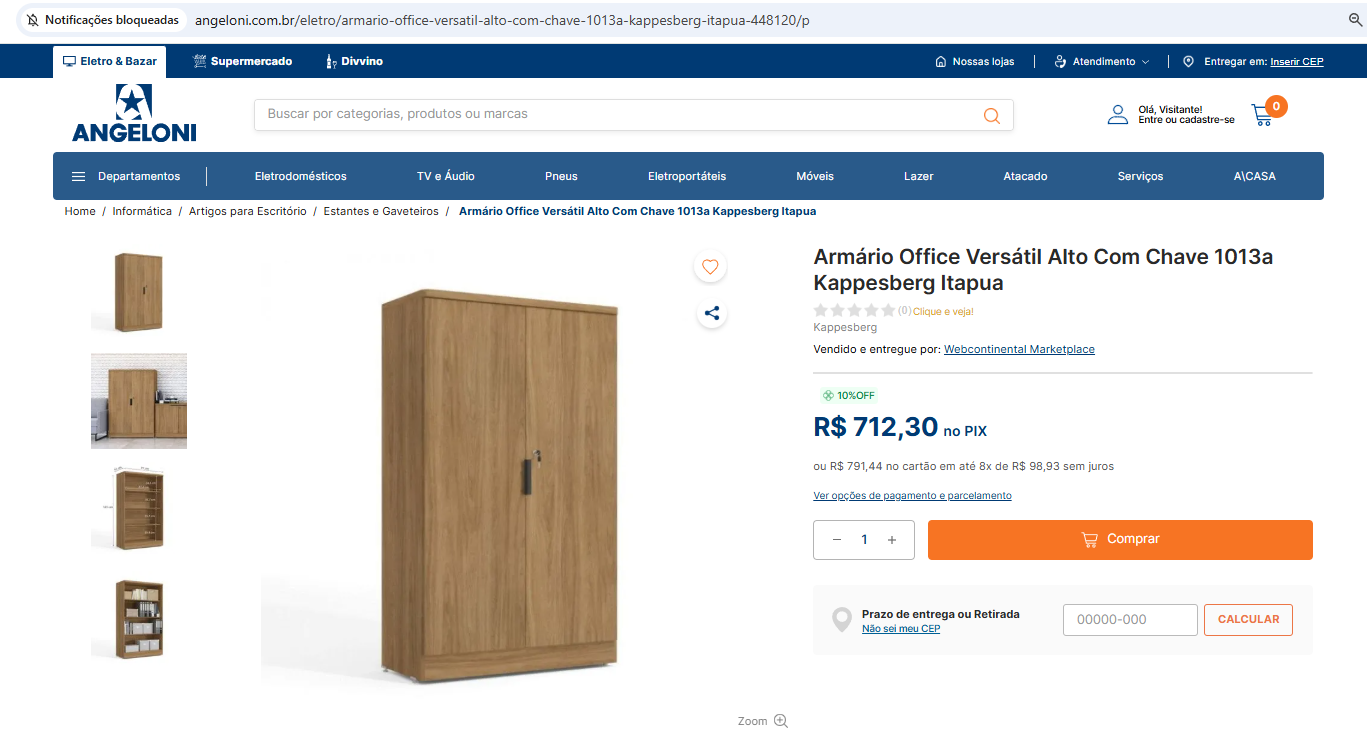 Notificações bloqueadas
angeloni.com.br/eletro/armario-office-versatil-alto-com-chave-1013a-kappesberg-itapua-448120/p
Eletro & Bazar
Supermercado
Divvino
Nossas lojas
Atendimento
Entregar em: Inserir CEP
ANGELONI
Buscar por categorias, produtos ou marcas
Olá, Visitante!
Entre ou cadastre-se
0
Departamentos
Eletrodomésticos
TV e Áudio
Pneus
Eletroportáteis
Móveis
Lazer
Atacado
Serviços
A\CASA
Home / Informática / Artigos para Escritório / Estantes e Gaveteiros / Armário Office Versátil Alto Com Chave 1013a Kappesberg Itapua
Armário Office Versátil Alto Com Chave 1013a
Kappesberg Itapua
(0) Clique e veja!
Kappesberg
Vendido e entregue por: Webcontinental Marketplace
10%OFF
R$ 712,30 no PIX
ou R$ 791,44 no cartão em até 8x de R$ 98,93 sem juros
Ver opções de pagamento e parcelamento
− 1 +
Comprar
Prazo de entrega ou Retirada
Não sei meu CEP
00000-000
CALCULAR
Zoom